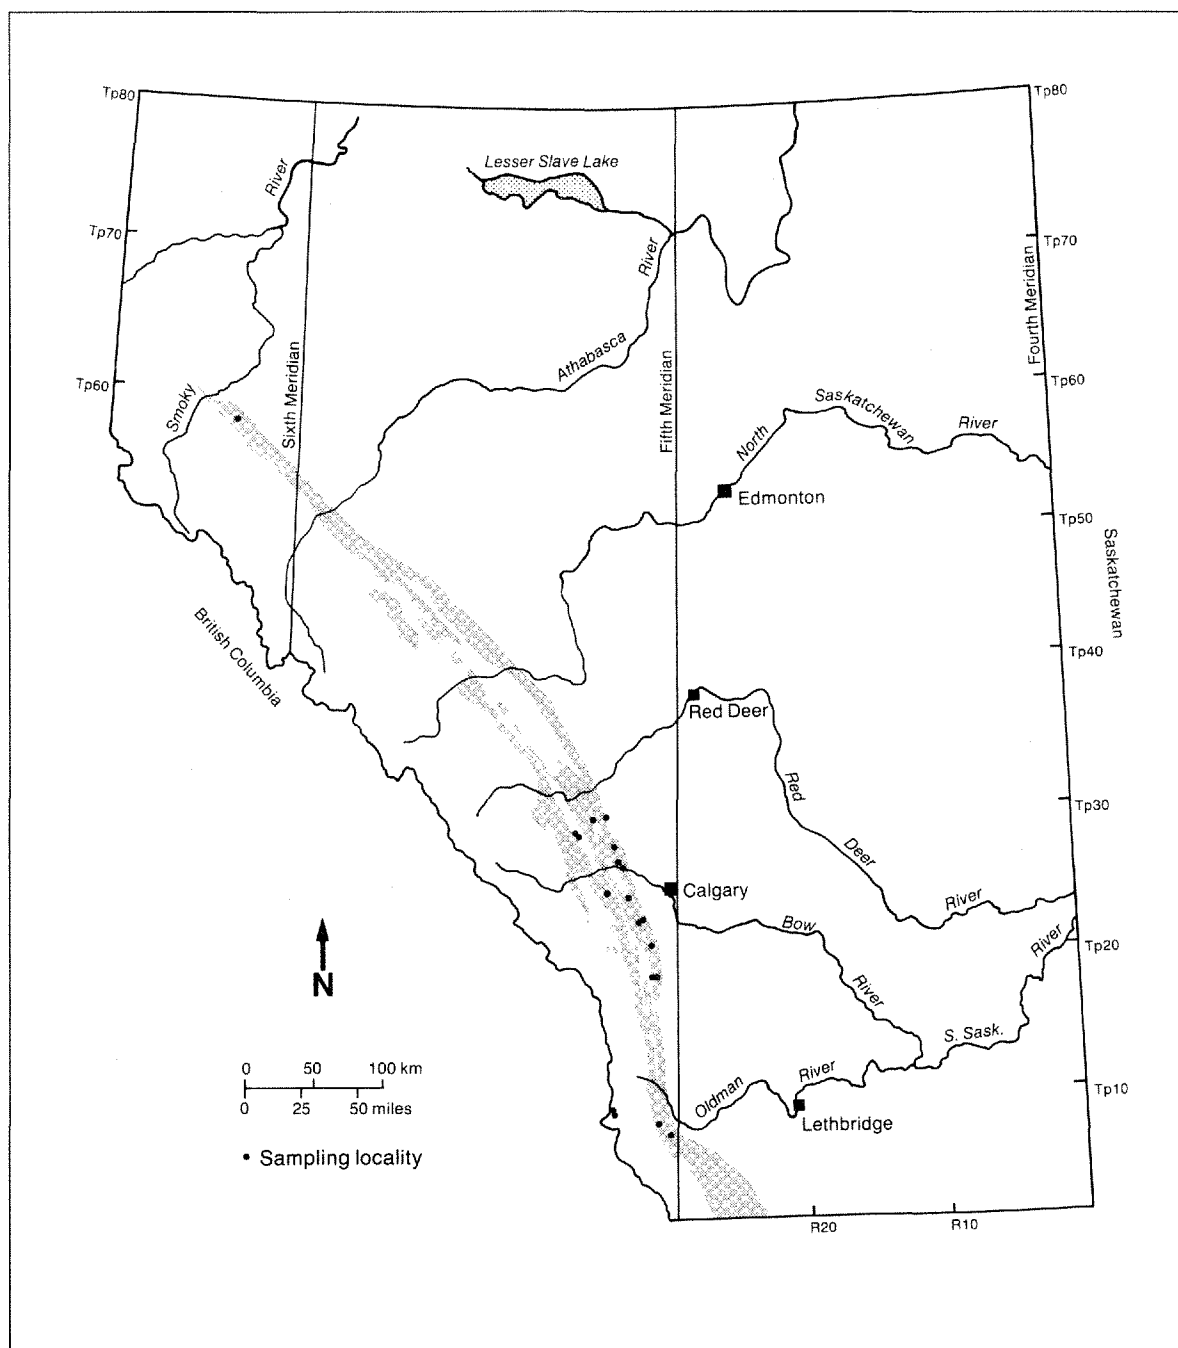 Tp80
Tp80
Lesser Slave Lake
River
Tp70
River
Tp70
Fourth Meridian
Sixth Meridian
Fifth Meridian
Athabasca
Tp60
Tp60
Smoky
North
Saskatchewan
River
Edmonton
Tp50
Saskatchewan
British Columbia
Tp40
Red Deer
Red
Tp30
Deer
Calgary
River
Bow
River
Tp20
N
River
S. Sask.
0 50 100 km
0 25 50 miles
Oldman
River
Tp10
Lethbridge
Sampling locality
R20
R10